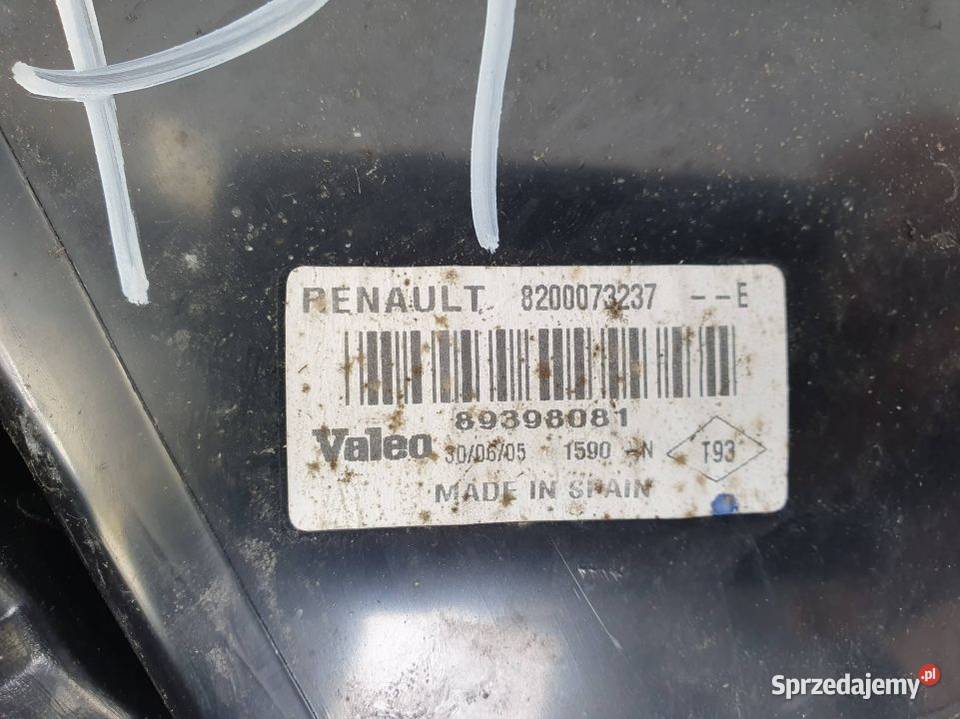 RENAULT 8200073237 --E
89398081
Valeo 30/06/05 1590 -N T93
MADE IN SPAIN
Sprzedajemy.pl